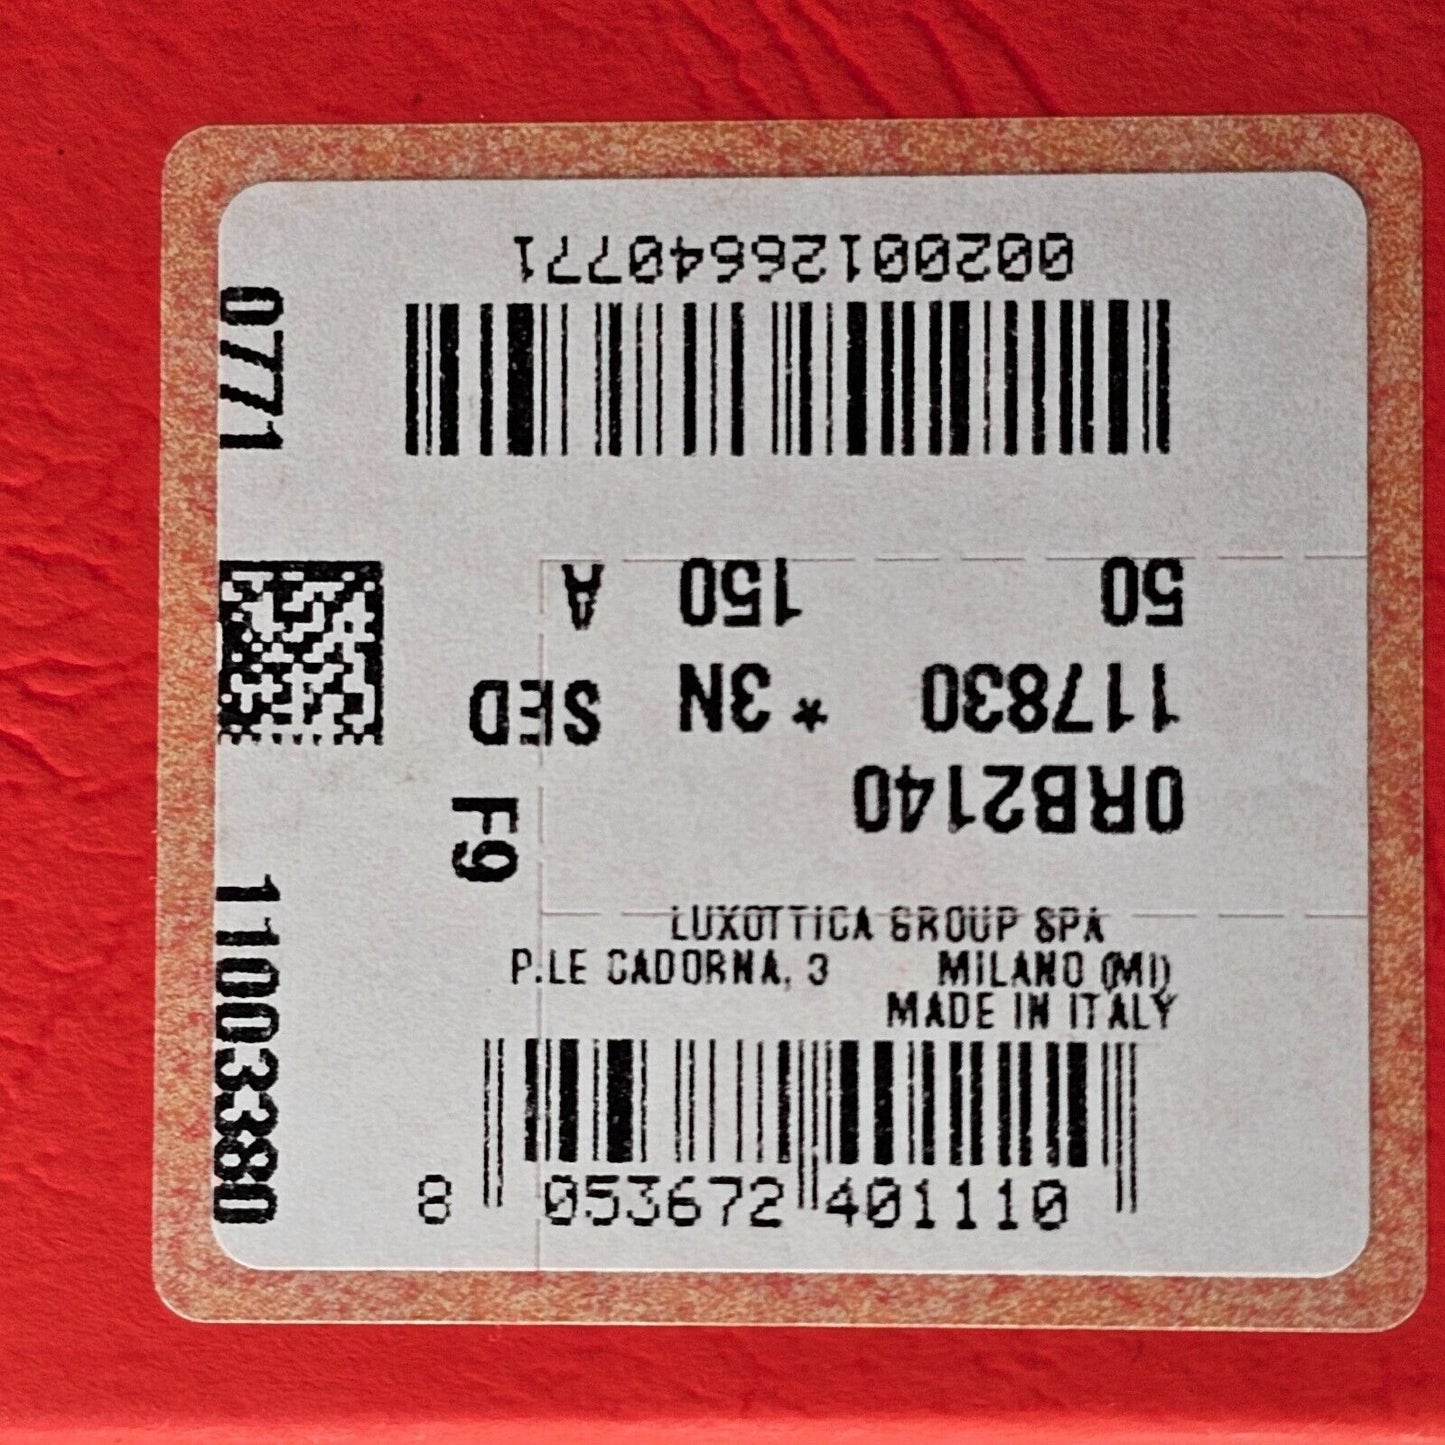 00200126640771
0771
0RB2140
117830 * 3N SED
50 150 A
F9
11003380
LUXOTTICA GROUP SPA
P.LE CADORNA, 3 MILANO (MI)
MADE IN ITALY
8 053672 401110